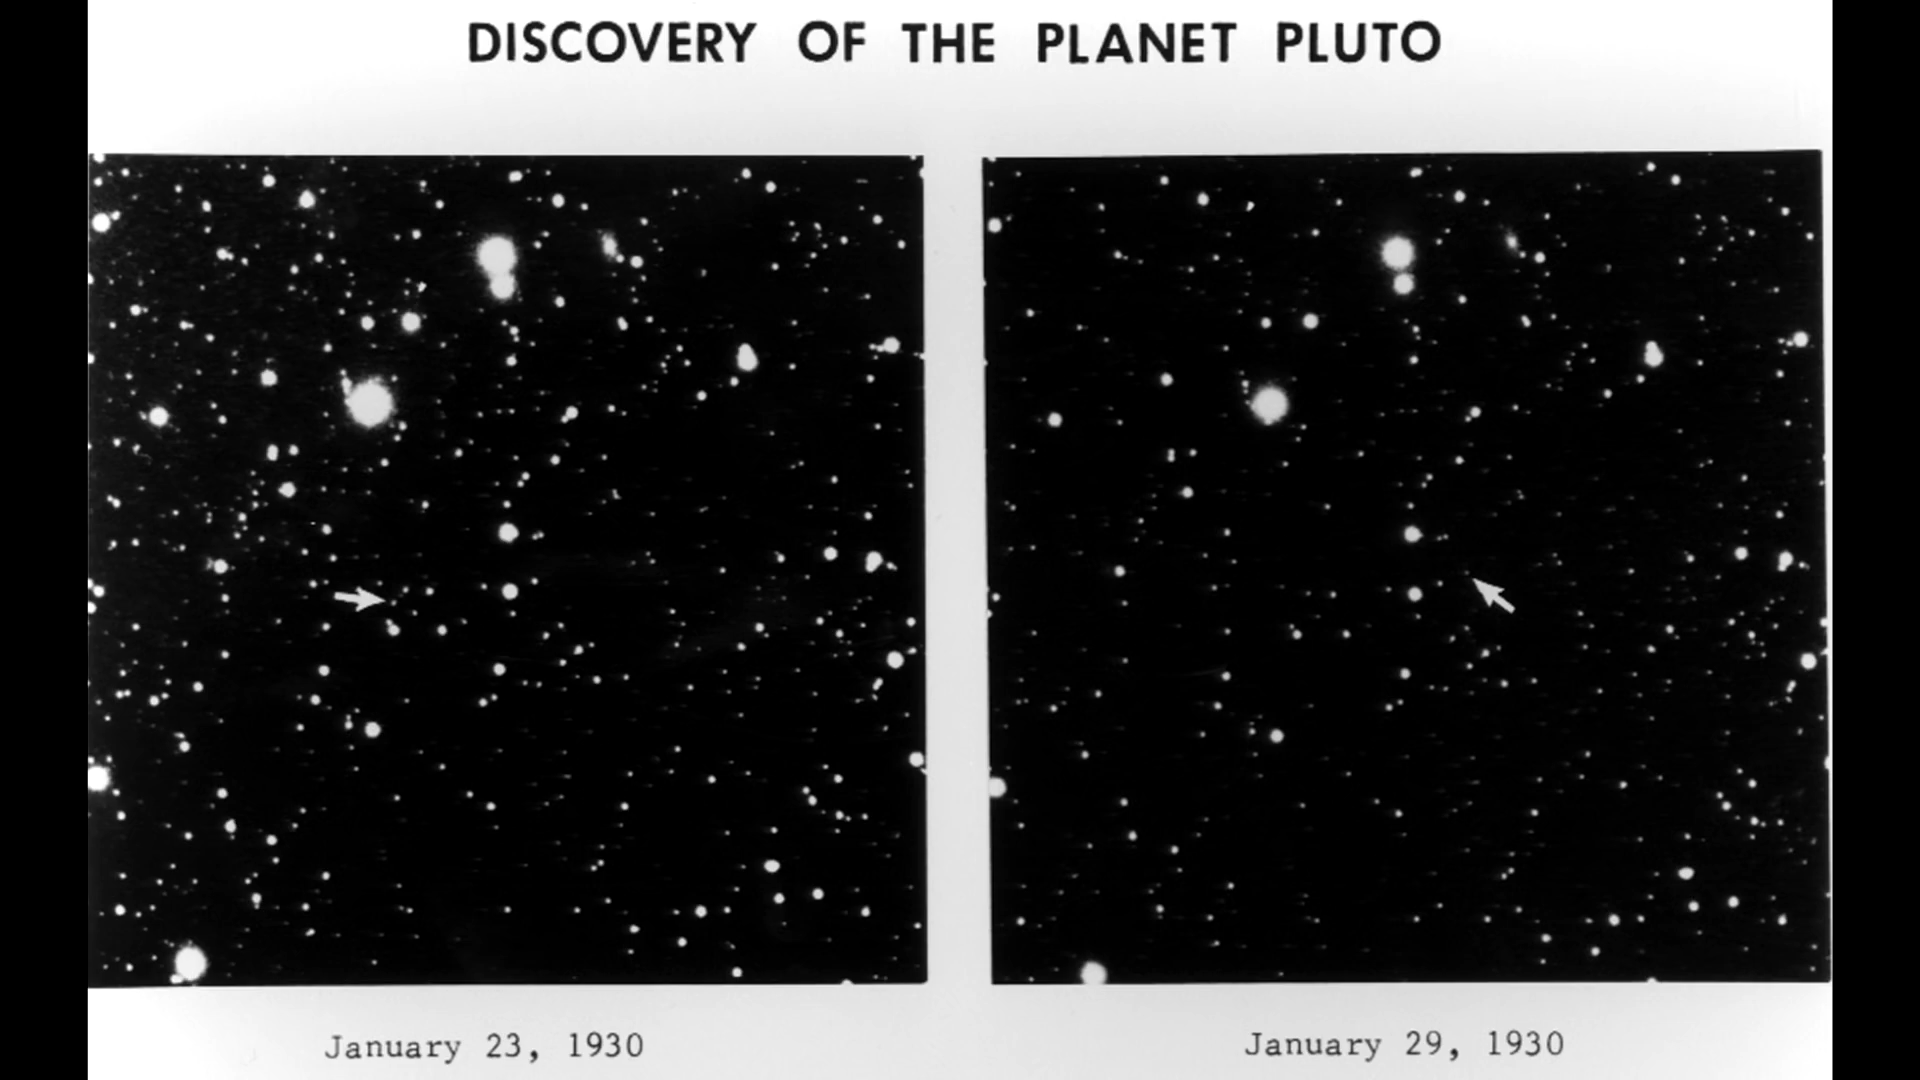 DISCOVERY OF THE PLANET PLUTO
January 23, 1930
January 29, 1930